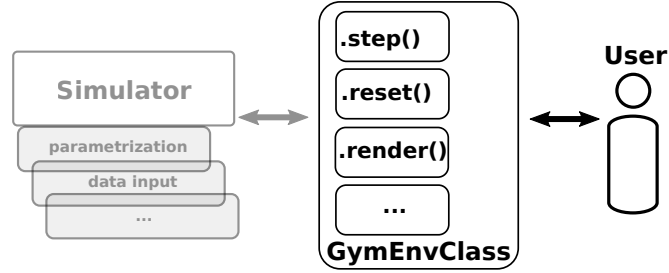 Simulator
parametrization
data input
...
.step()
.reset()
.render()
...
GymEnvClass
User